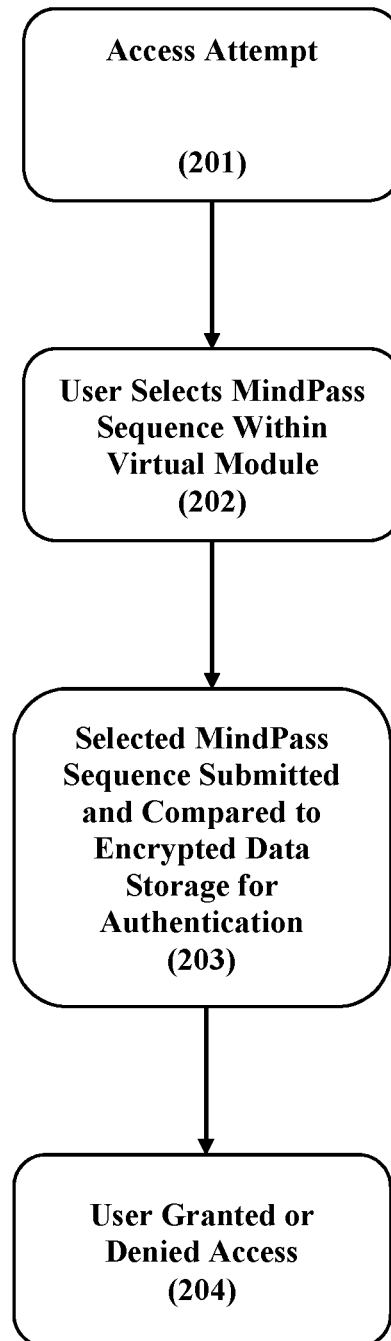 Access Attempt
(201)
User Selects MindPass
Sequence Within
Virtual Module
(202)
Selected MindPass
Sequence Submitted
and Compared to
Encrypted Data
Storage for
Authentication
(203)
User Granted or
Denied Access
(204)